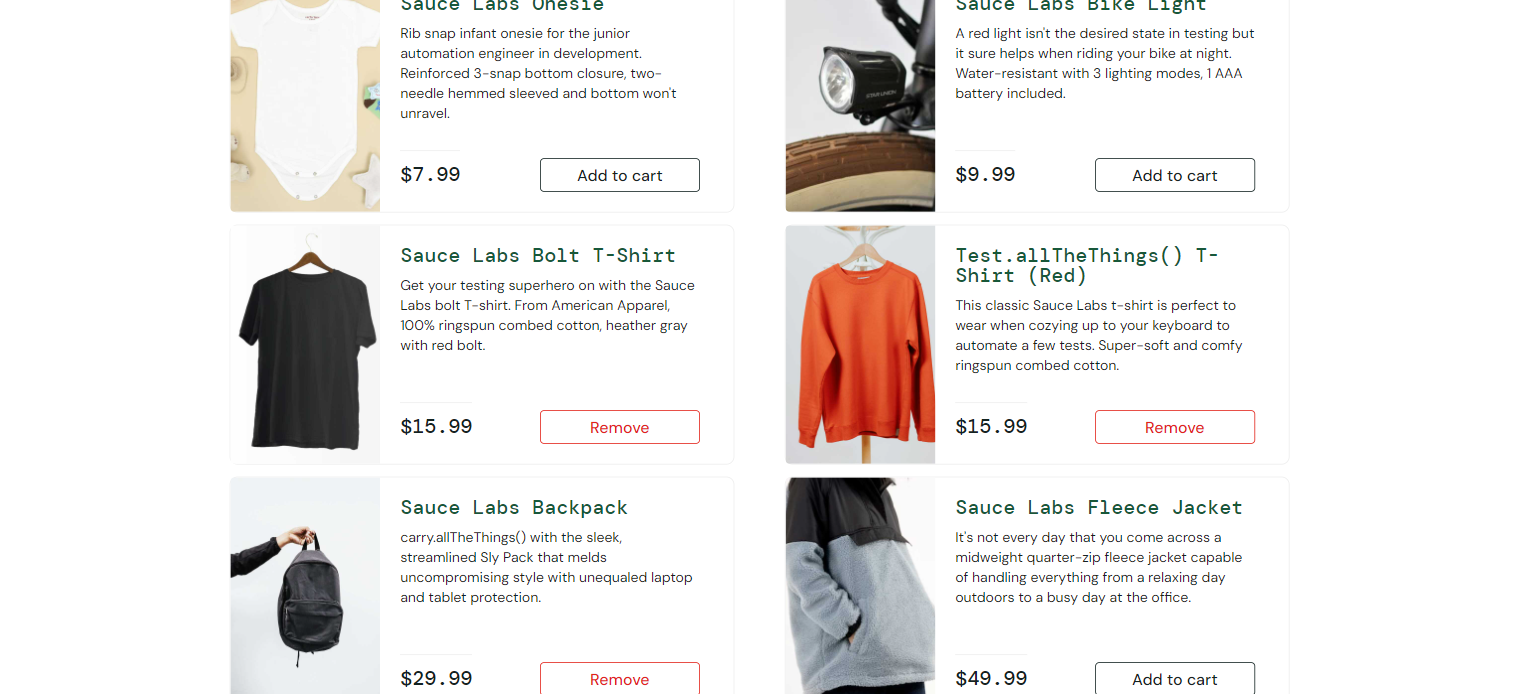 Sauce Labs Onesie
Rib snap infant onesie for the junior
automation engineer in development.
Reinforced 3-snap bottom closure, two-
needle hemmed sleeved and bottom won't
unravel.
$7.99
Add to cart
Sauce Labs Bike Light
A red light isn't the desired state in testing but
it sure helps when riding your bike at night.
Water-resistant with 3 lighting modes, 1 AAA
battery included.
$9.99
Add to cart
Sauce Labs Bolt T-Shirt
Get your testing superhero on with the Sauce
Labs bolt T-shirt. From American Apparel,
100% ringspun combed cotton, heather gray
with red bolt.
$15.99
Remove
Test.allTheThings() T-
Shirt (Red)
This classic Sauce Labs t-shirt is perfect to
wear when cozying up to your keyboard to
automate a few tests. Super-soft and comfy
ringspun combed cotton.
$15.99
Remove
Sauce Labs Backpack
carry.allTheThings() with the sleek,
streamlined Sly Pack that melds
uncompromising style with unequaled laptop
and tablet protection.
$29.99
Remove
Sauce Labs Fleece Jacket
It's not every day that you come across a
midweight quarter-zip fleece jacket capable
of handling everything from a relaxing day
outdoors to a busy day at the office.
$49.99
Add to cart